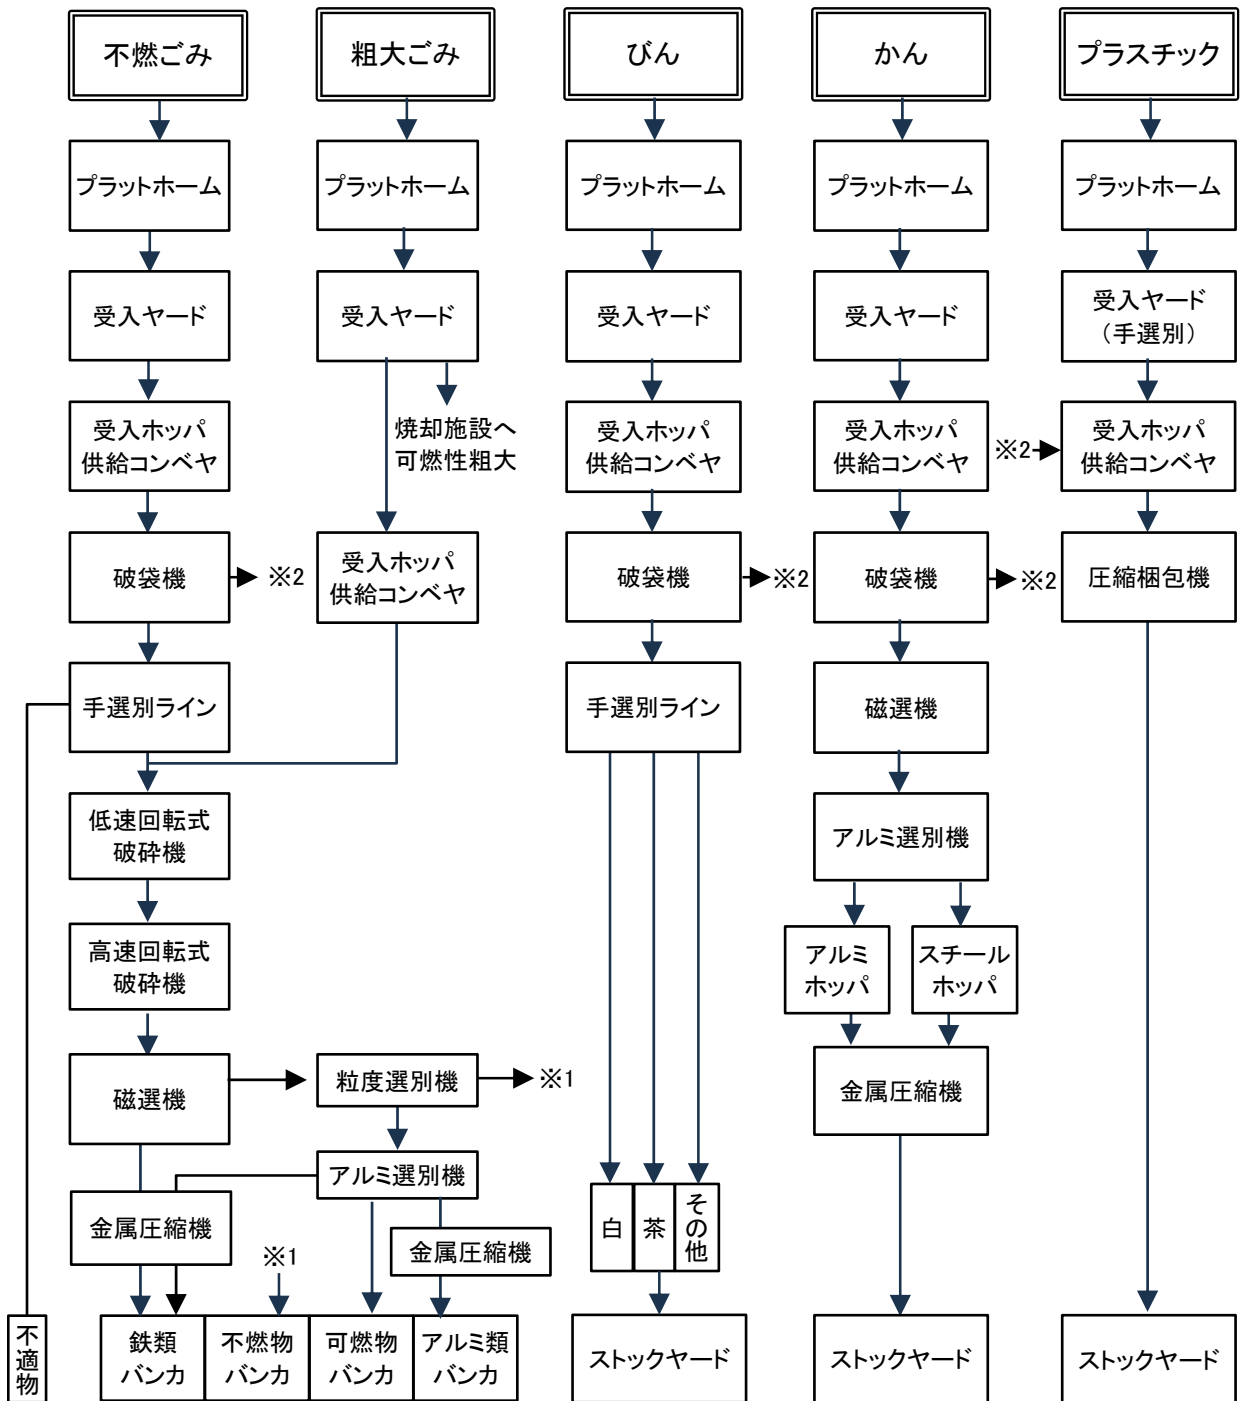 不燃ごみ
粗大ごみ
びん
かん
プラスチック
プラットホーム
プラットホーム
プラットホーム
プラットホーム
プラットホーム
受入ヤード
受入ヤード
受入ヤード
受入ヤード
受入ヤード
(手選別)
受入ホッパ
供給コンベヤ
焼却施設へ
可燃性粗大
受入ホッパ
供給コンベヤ
受入ホッパ
供給コンベヤ
※2
受入ホッパ
供給コンベヤ
破袋機
※2
受入ホッパ
供給コンベヤ
破袋機
※2
破袋機
※2
圧縮梱包機
手選別ライン
手選別ライン
磁選機
低速回転式
破砕機
アルミ選別機
高速回転式
破砕機
アルミ
ホッパ
スチール
ホッパ
磁選機
粒度選別機
※1
金属圧縮機
アルミ選別機
金属圧縮機
※1
金属圧縮機
白
茶
その他
不適物
鉄類
バンカ
不燃物
バンカ
可燃物
バンカ
アルミ類
バンカ
ストックヤード
ストックヤード
ストックヤード